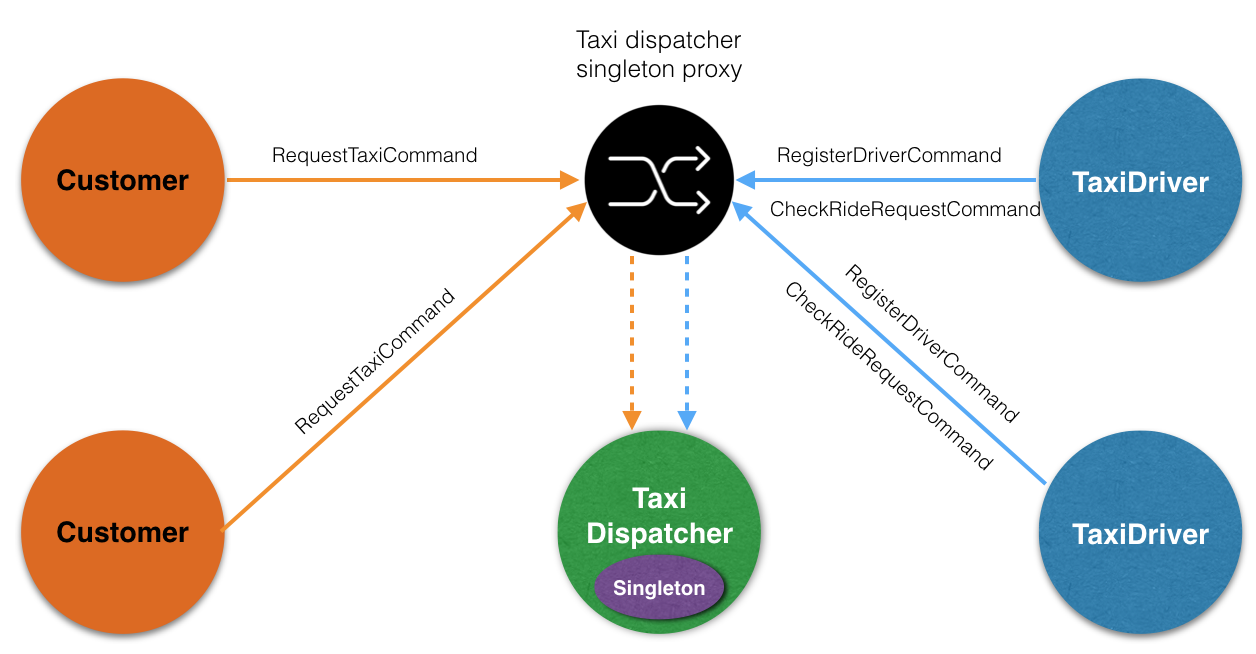 Taxi dispatcher
singleton proxy
Customer
RequestTaxiCommand
RegisterDriverCommand
CheckRideRequestCommand
TaxiDriver
RequestTaxiCommand
RegisterDriverCommand
CheckRideRequestCommand
Customer
Taxi
Dispatcher
Singleton
TaxiDriver